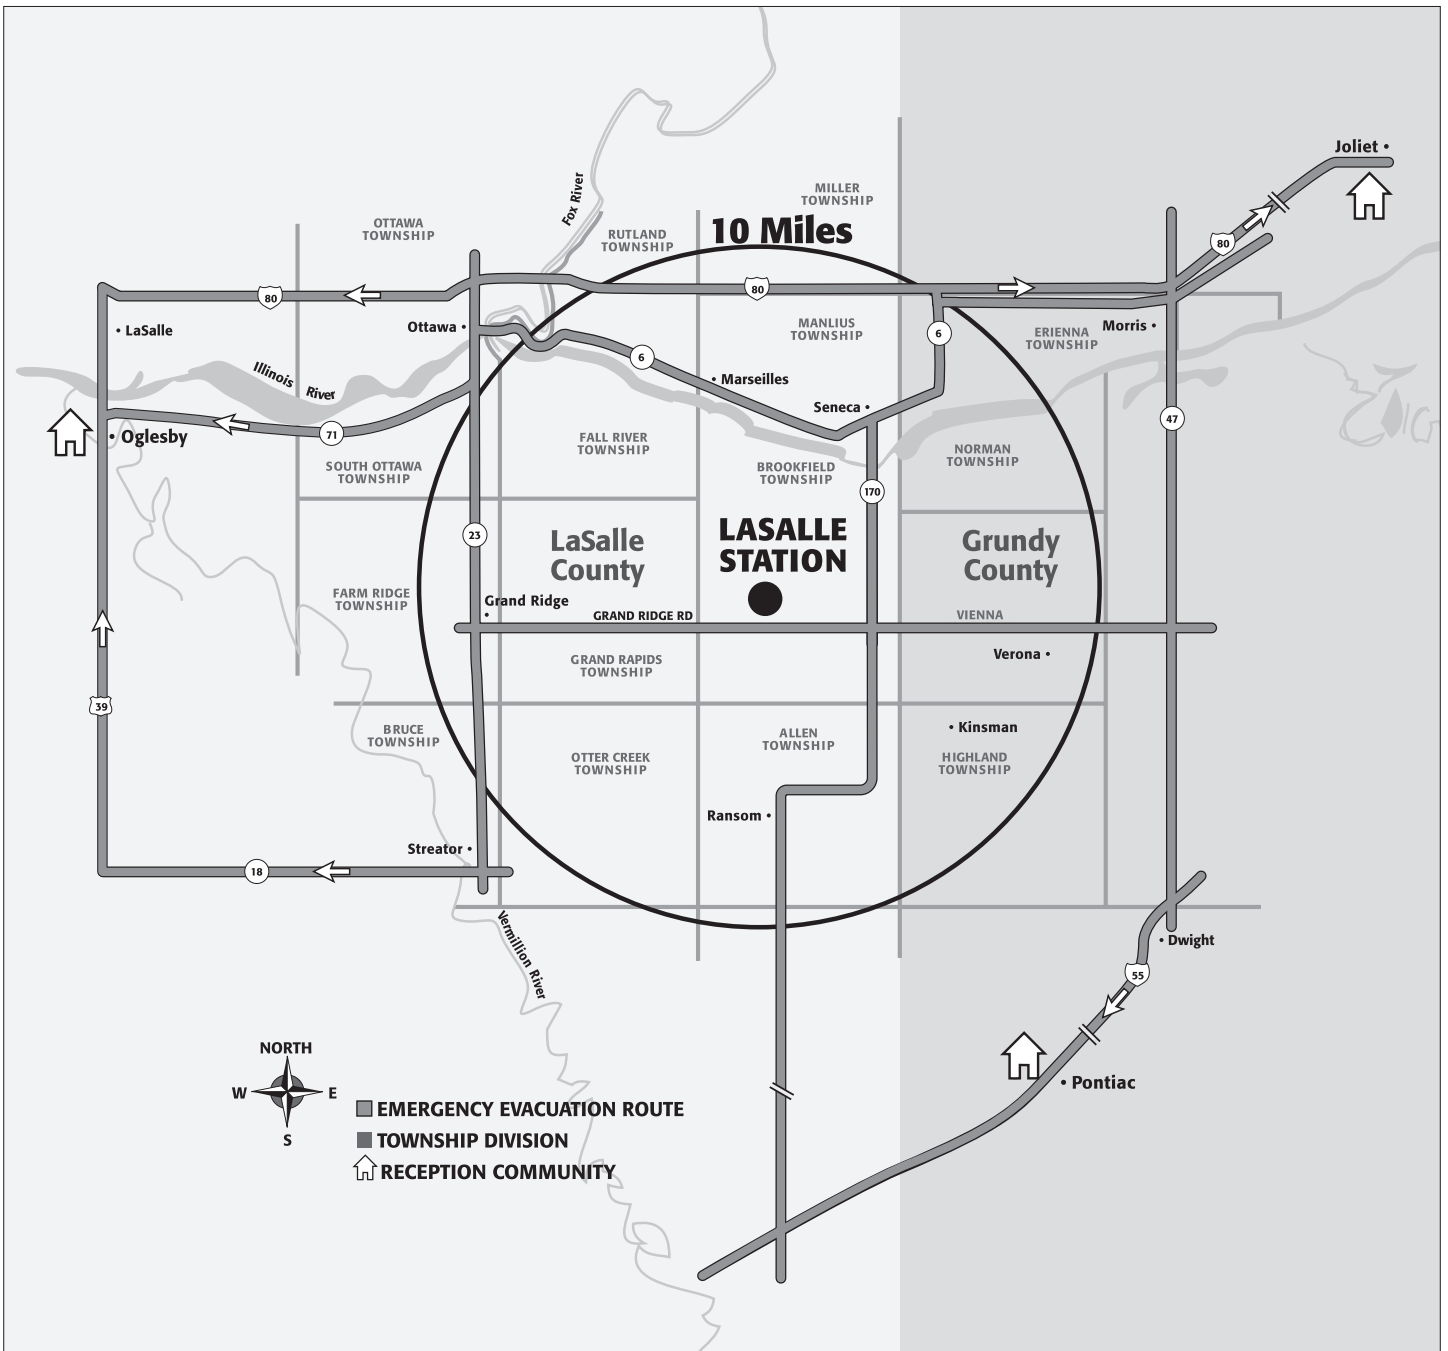 Joliet •
MILLER
TOWNSHIP
Fox River
OTTAWA
TOWNSHIP
RUTLAND
TOWNSHIP
10 Miles
80
80
80
• LaSalle
Ottawa •
MANLIUS
TOWNSHIP
6
ERIENNA
TOWNSHIP
Morris •
6
Illinois River
• Marseilles
Seneca •
47
71
• Oglesby
FALL RIVER
TOWNSHIP
SOUTH OTTAWA
TOWNSHIP
BROOKFIELD
TOWNSHIP
NORMAN
TOWNSHIP
170
23
LaSalle
County
LASALLE
STATION
Grundy
County
FARM RIDGE
TOWNSHIP
Grand Ridge
•
GRAND RIDGE RD
VIENNA
GRAND RAPIDS
TOWNSHIP
Verona •
39
BRUCE
TOWNSHIP
OTTER CREEK
TOWNSHIP
ALLEN
TOWNSHIP
• Kinsman
HIGHLAND
TOWNSHIP
Ransom •
Streator •
18
Vermillion River
• Dwight
55
• Pontiac
NORTH
W E
S
EMERGENCY EVACUATION ROUTE
TOWNSHIP DIVISION
RECEPTION COMMUNITY